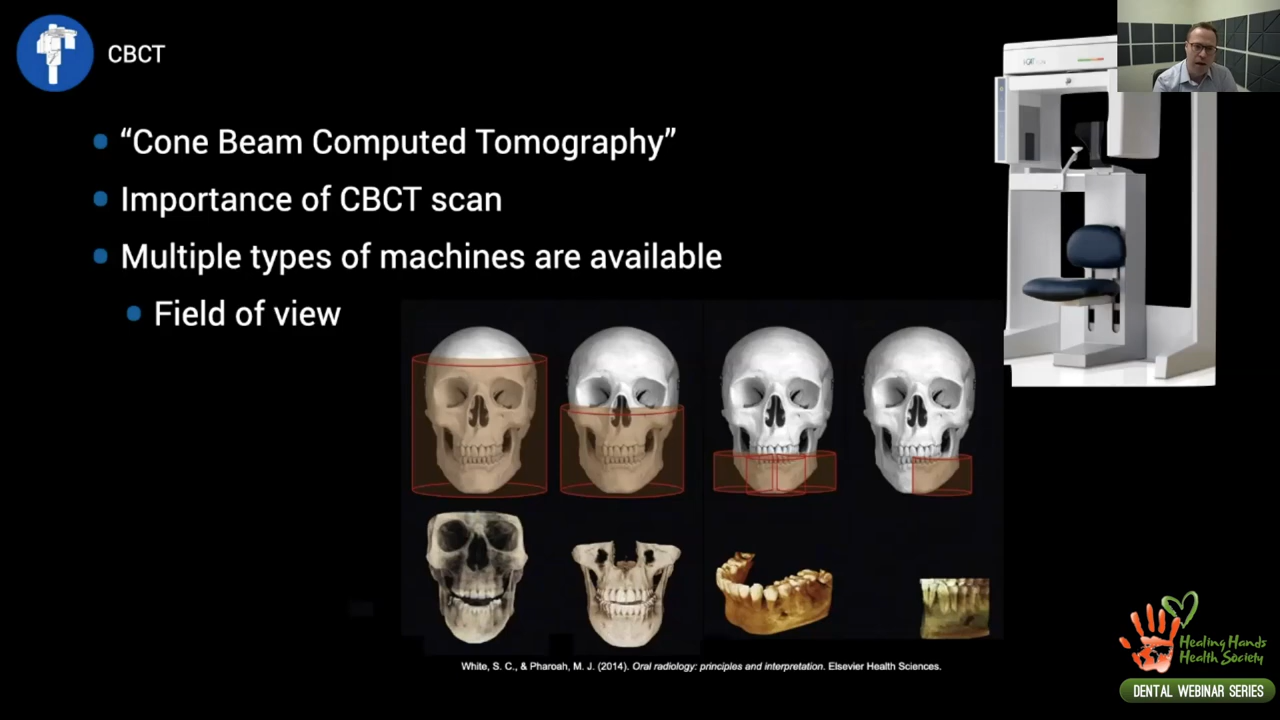 CBCT
“Cone Beam Computed Tomography”
Importance of CBCT scan
Multiple types of machines are available
Field of view
White, S. C., & Pharoah, M. J. (2014). Oral radiology: principles and interpretation. Elsevier Health Sciences.
Healing Hands
Health Society
DENTAL WEBINAR SERIES